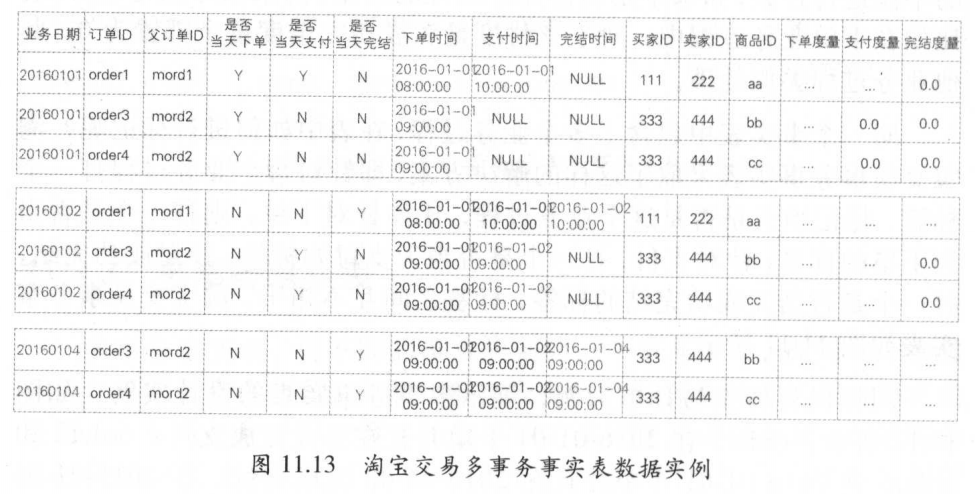 业务日期 订单ID 父订单ID 是否当天下单 是否当天支付 是否当天完结 下单时间 支付时间 完结时间 买家ID 卖家ID 商品ID 下单度量 支付度量 完结度量
20160101 order1 mord1 Y Y N 2016-01-01 08:00:00 2016-01-01 10:00:00 NULL 111 222 aa ... ... 0.0
20160101 order3 mord2 Y N N 2016-01-01 09:00:00 NULL NULL 333 444 bb ... 0.0 0.0
20160101 order4 mord2 Y N N 2016-01-01 09:00:00 NULL NULL 333 444 cc ... 0.0 0.0
20160102 order1 mord1 N N Y 2016-01-01 08:00:00 2016-01-01 10:00:00 2016-01-02 10:00:00 111 222 aa ... ... ...
20160102 order3 mord2 N Y N 2016-01-01 09:00:00 2016-01-02 09:00:00 NULL 333 444 bb ... ... 0.0
20160102 order4 mord2 N Y N 2016-01-01 09:00:00 2016-01-02 09:00:00 NULL 333 444 cc ... ... 0.0
20160104 order3 mord2 N N Y 2016-01-01 09:00:00 2016-01-02 09:00:00 2016-01-04 09:00:00 333 444 bb ... ... ...
20160104 order4 mord2 N N Y 2016-01-01 09:00:00 2016-01-02 09:00:00 2016-01-04 09:00:00 333 444 cc ... ... ...
图 11.13 淘宝交易多事务事实表数据实例